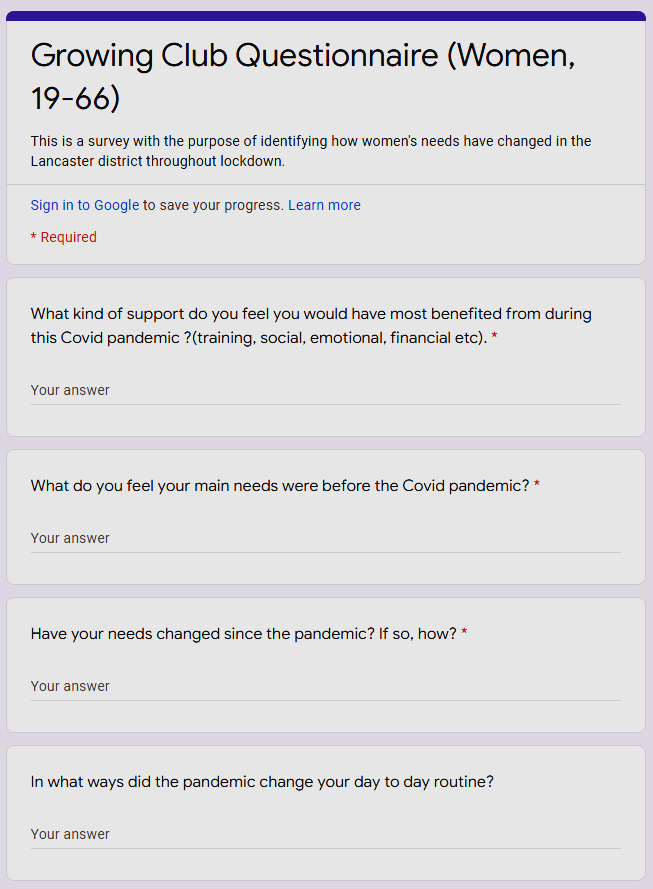 Growing Club Questionnaire (Women,
19-66)
This is a survey with the purpose of identifying how women's needs have changed in the
Lancaster district throughout lockdown.
Sign in to Google to save your progress. Learn more
* Required
What kind of support do you feel you would have most benefited from during
this Covid pandemic ?(training, social, emotional, financial etc). *
Your answer
What do you feel your main needs were before the Covid pandemic? *
Your answer
Have your needs changed since the pandemic? If so, how? *
Your answer
In what ways did the pandemic change your day to day routine?
Your answer